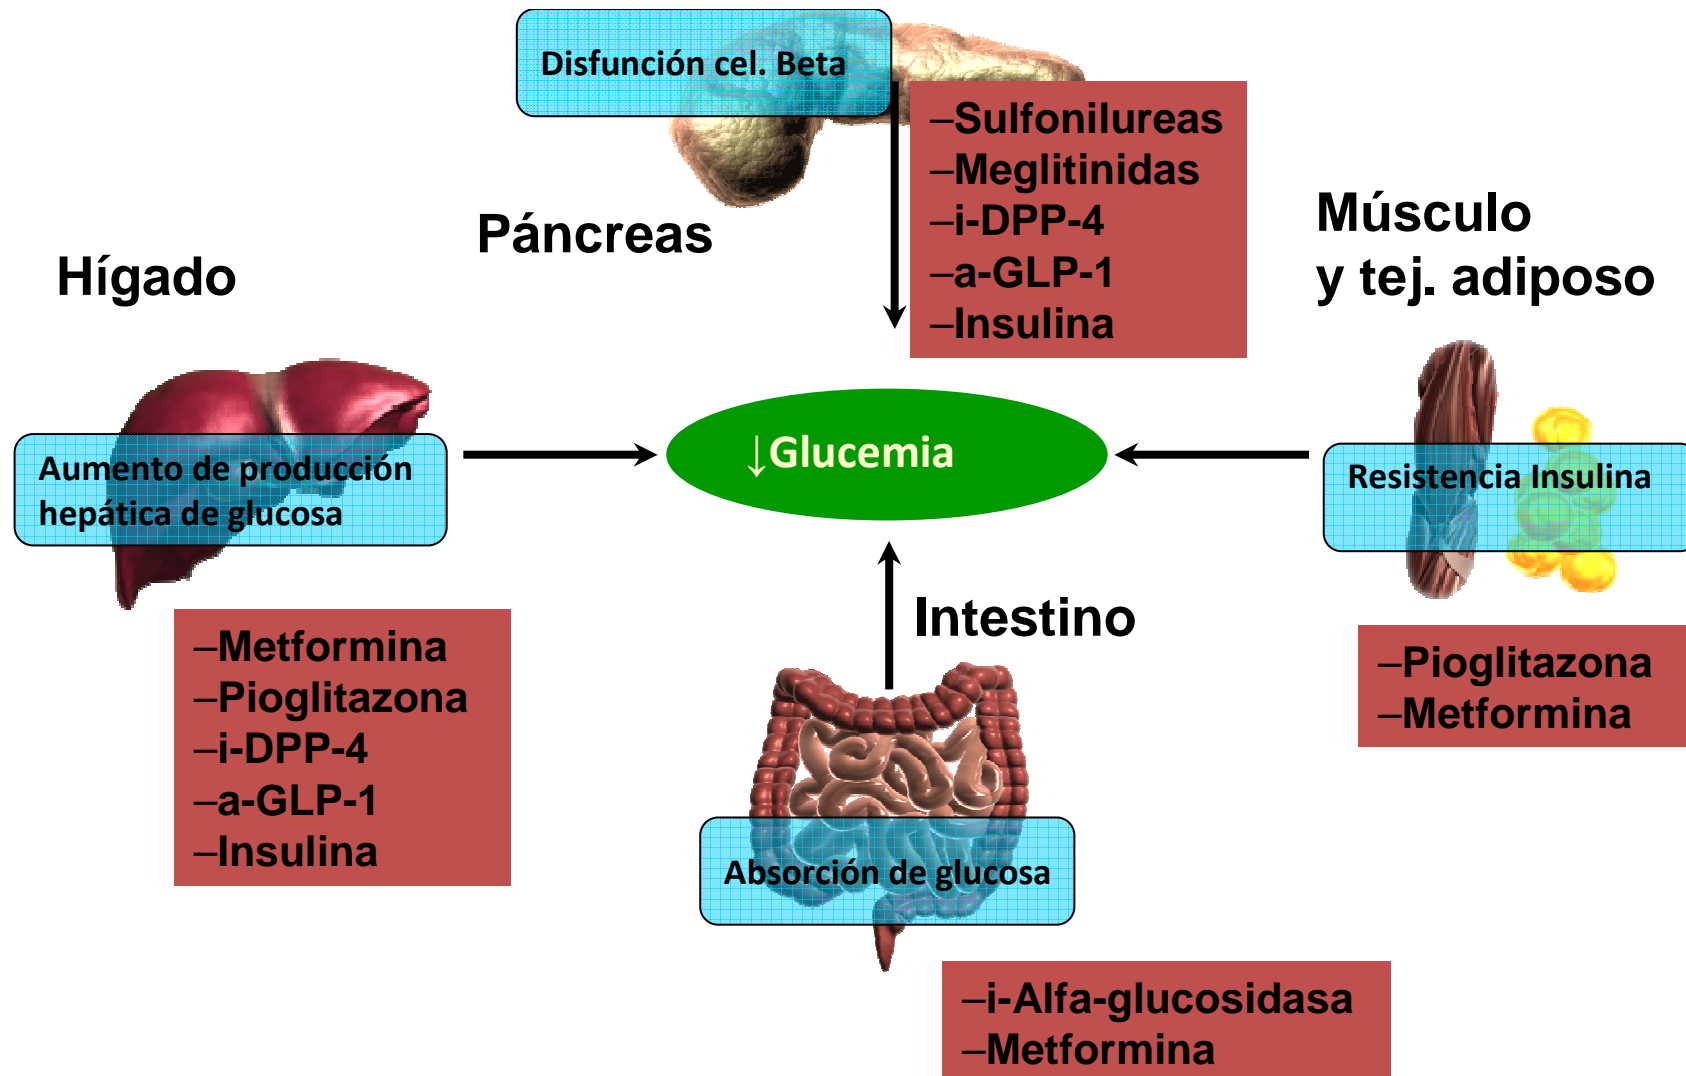 Disfunción cel. Beta
–Sulfonilureas
–Meglitinidas
–i-DPP-4
–a-GLP-1
–Insulina
Páncreas
Hígado
Músculo
y tej. adiposo
↓Glucemia
Aumento de producción
hepática de glucosa
Resistencia Insulina
–Metformina
–Pioglitazona
–i-DPP-4
–a-GLP-1
–Insulina
Intestino
–Pioglitazona
–Metformina
Absorción de glucosa
–i-Alfa-glucosidasa
–Metformina